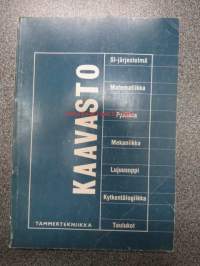 KAAVASTO
SI-järjestelmä
Matematiikka
Fysiikka
Mekaniikka
Lujuusoppi
Kytkentälogiikka
Taulukot
TAMMERTEKNIIKKA